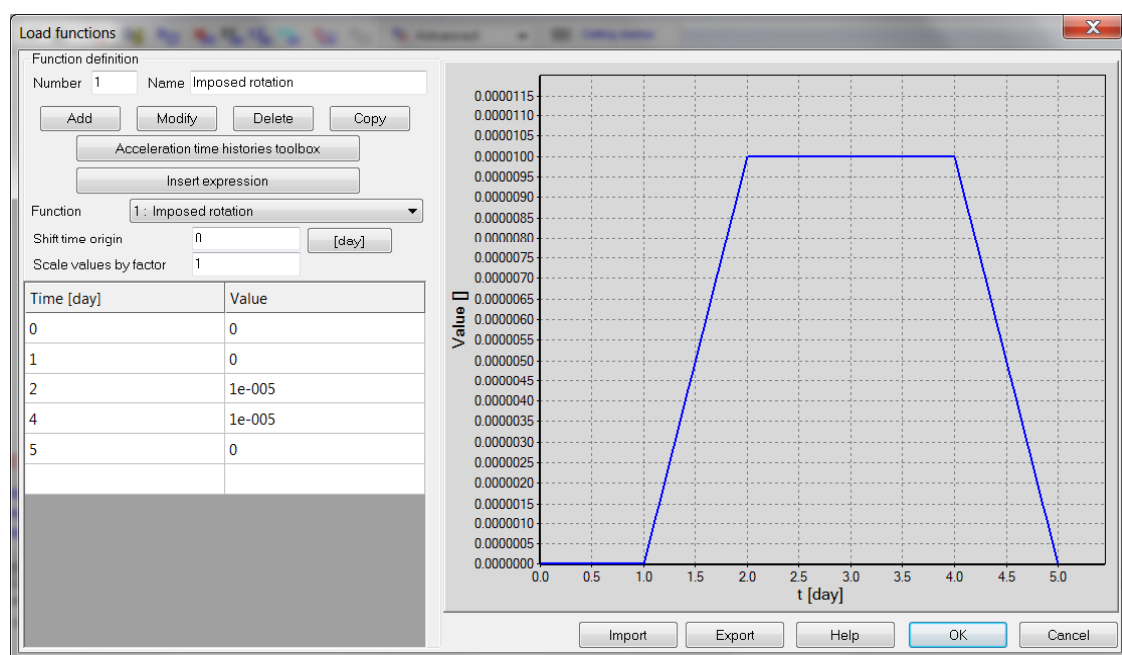 Load functions
Function definition
Number 1 Name Imposed rotation
Add Modify Delete Copy
Acceleration time histories toolbox
Insert expression
Function 1 : Imposed rotation
Shift time origin 0 [day]
Scale values by factor 1
Time [day] Value
0 0
1 0
2 1e-005
4 1e-005
5 0
0.0000115
0.0000110
0.0000105
0.0000100
0.0000095
0.0000090
0.0000085
0.0000080
0.0000075
0.0000070
0.0000065
0.0000060
0.0000055
0.0000050
0.0000045
0.0000040
0.0000035
0.0000030
0.0000025
0.0000020
0.0000015
0.0000010
0.0000005
0.0000000
Value []
0.0 0.5 1.0 1.5 2.0 2.5 3.0 3.5 4.0 4.5 5.0
t [day]
Import Export Help OK Cancel